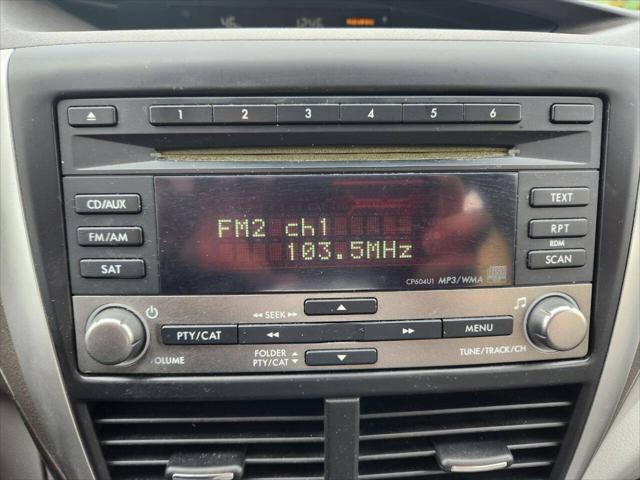 1246
1 2 3 4 5 6
CD/AUX
FM/AM
SAT
FM2 ch1
103.5MHz
CP604U1 MP3/WMA
TEXT
RPT
RDM
SCAN
SEEK
PTY/CAT
MENU
VOLUME
FOLDER
PTY/CAT
TUNE/TRACK/CH